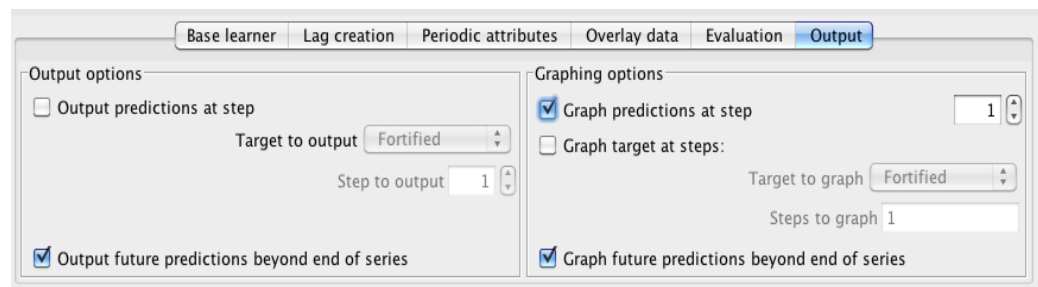 Base learner Lag creation Periodic attributes Overlay data Evaluation Output
Output options
Output predictions at step
Target to output Fortified
Step to output 1
Output future predictions beyond end of series
Graphing options
Graph predictions at step 1
Graph target at steps:
Target to graph Fortified
Steps to graph 1
Graph future predictions beyond end of series